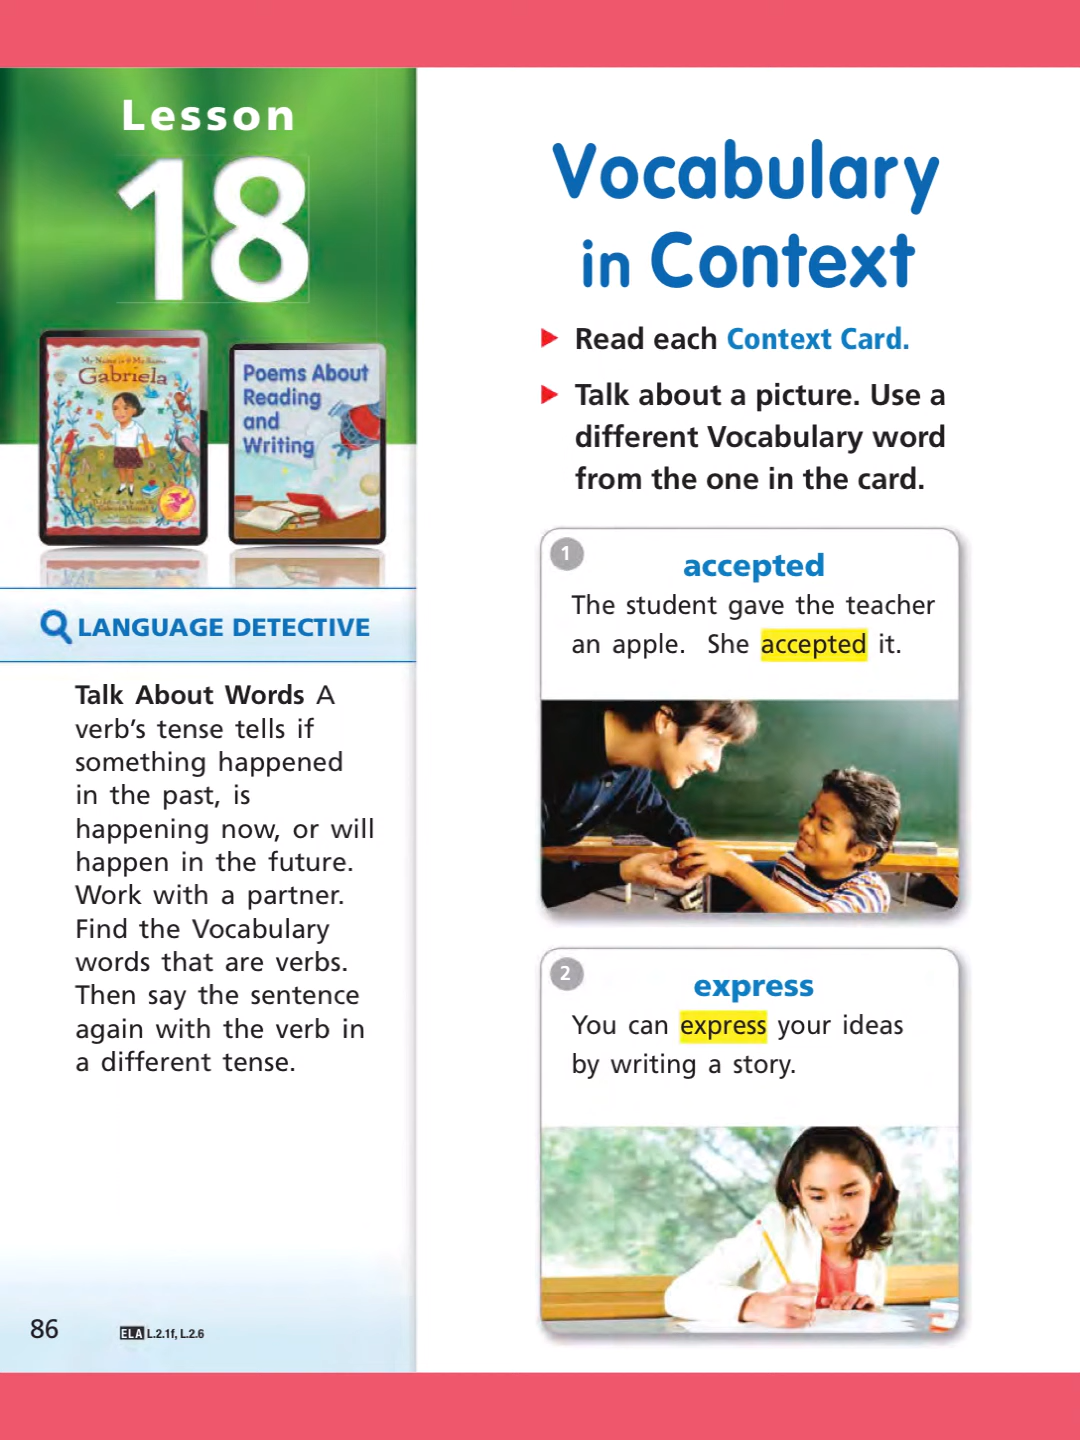 Lesson
18
My Name is Me Llamo
Gabriela
Poems About
Reading
and
Writing
LANGUAGE DETECTIVE
Talk About Words A
verb's tense tells if
something happened
in the past, is
happening now, or will
happen in the future.
Work with a partner.
Find the Vocabulary
words that are verbs.
Then say the sentence
again with the verb in
a different tense.
86
ELA L.2.1f, L.2.6
Vocabulary
in Context
Read each Context Card.
Talk about a picture. Use a
different Vocabulary word
from the one in the card.
1
accepted
The student gave the teacher
an apple. She accepted it.
2
express
You can express your ideas
by writing a story.